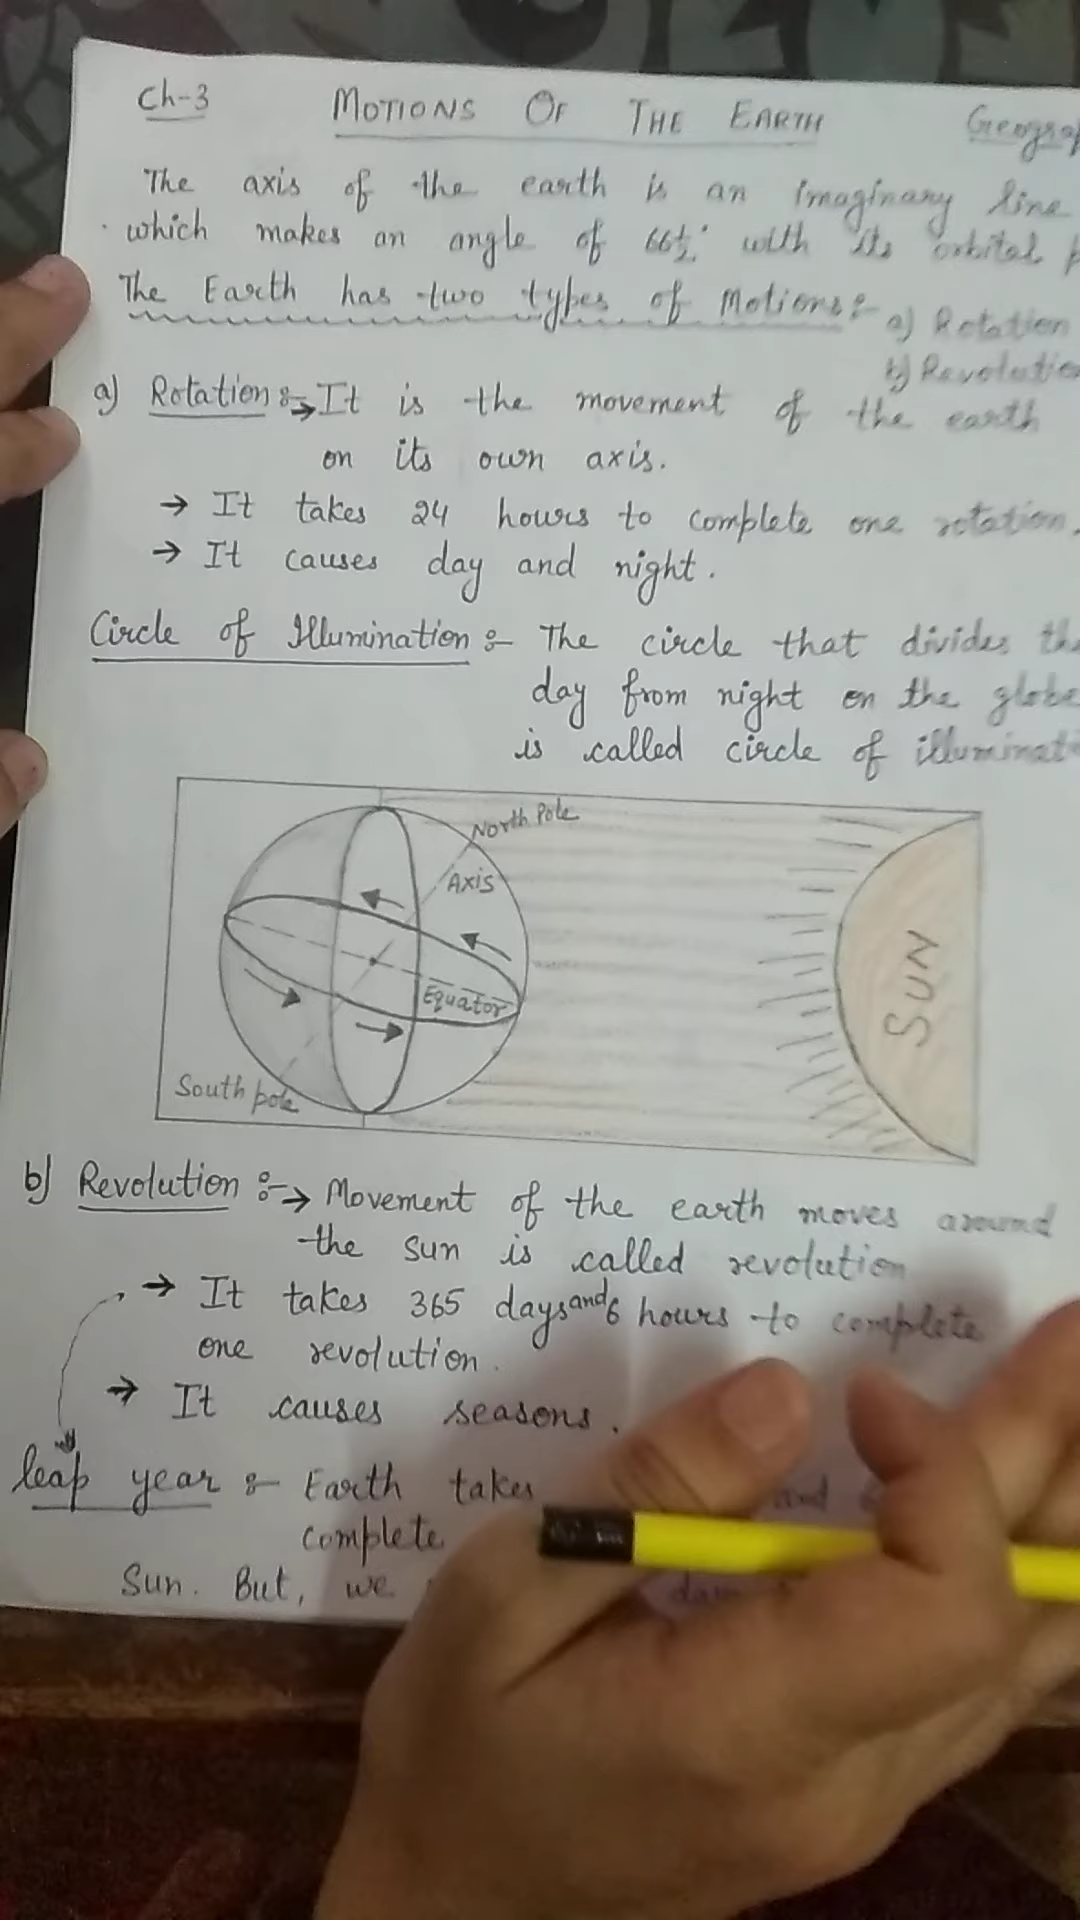 Ch-3 MOTIONS OF THE EARTH
The axis of the earth is an imaginary line
which makes an angle of 66½° with its orbital
The Earth has two types of Motions:-
a) Rotation
b) Revolution
a) Rotation :-→ It is the movement of the earth
on its own axis.
→ It takes 24 hours to complete one rotation.
→ It causes day and night.
Circle of Illumination :- The circle that divides
day from night on the globe
is called circle of
North Pole
Axis
Equator
South pole
SUN
b) Revolution :-→ Movement of the earth moves around
the sun is called revolution
→ It takes 365 days and 6 hours to complete
one revolution.
→ It causes seasons.
leap year :- Earth takes and
complete
Sun. But, we